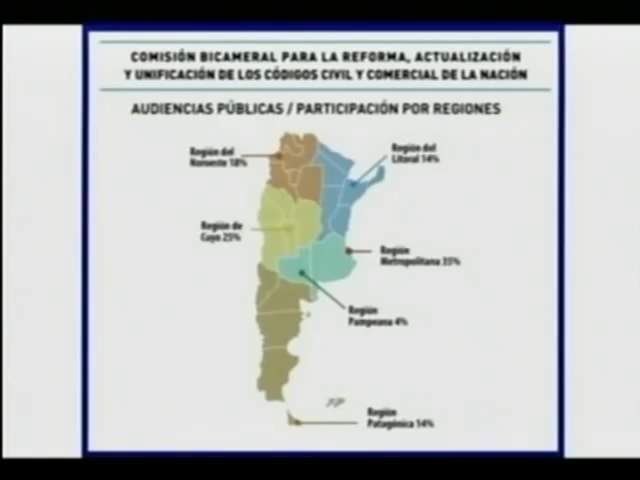 COMISIÓN BICAMERAL PARA LA REFORMA, ACTUALIZACIÓN
Y UNIFICACIÓN DE LOS CÓDIGOS CIVIL Y COMERCIAL DE LA NACIÓN
AUDIENCIAS PÚBLICAS / PARTICIPACIÓN POR REGIONES
Región del
Noroeste 18%
Región del
Litoral 14%
Región de
Cuyo 25%
Región
Metropolitana 25%
Región
Pampeana 4%
Región
Patagónica 14%